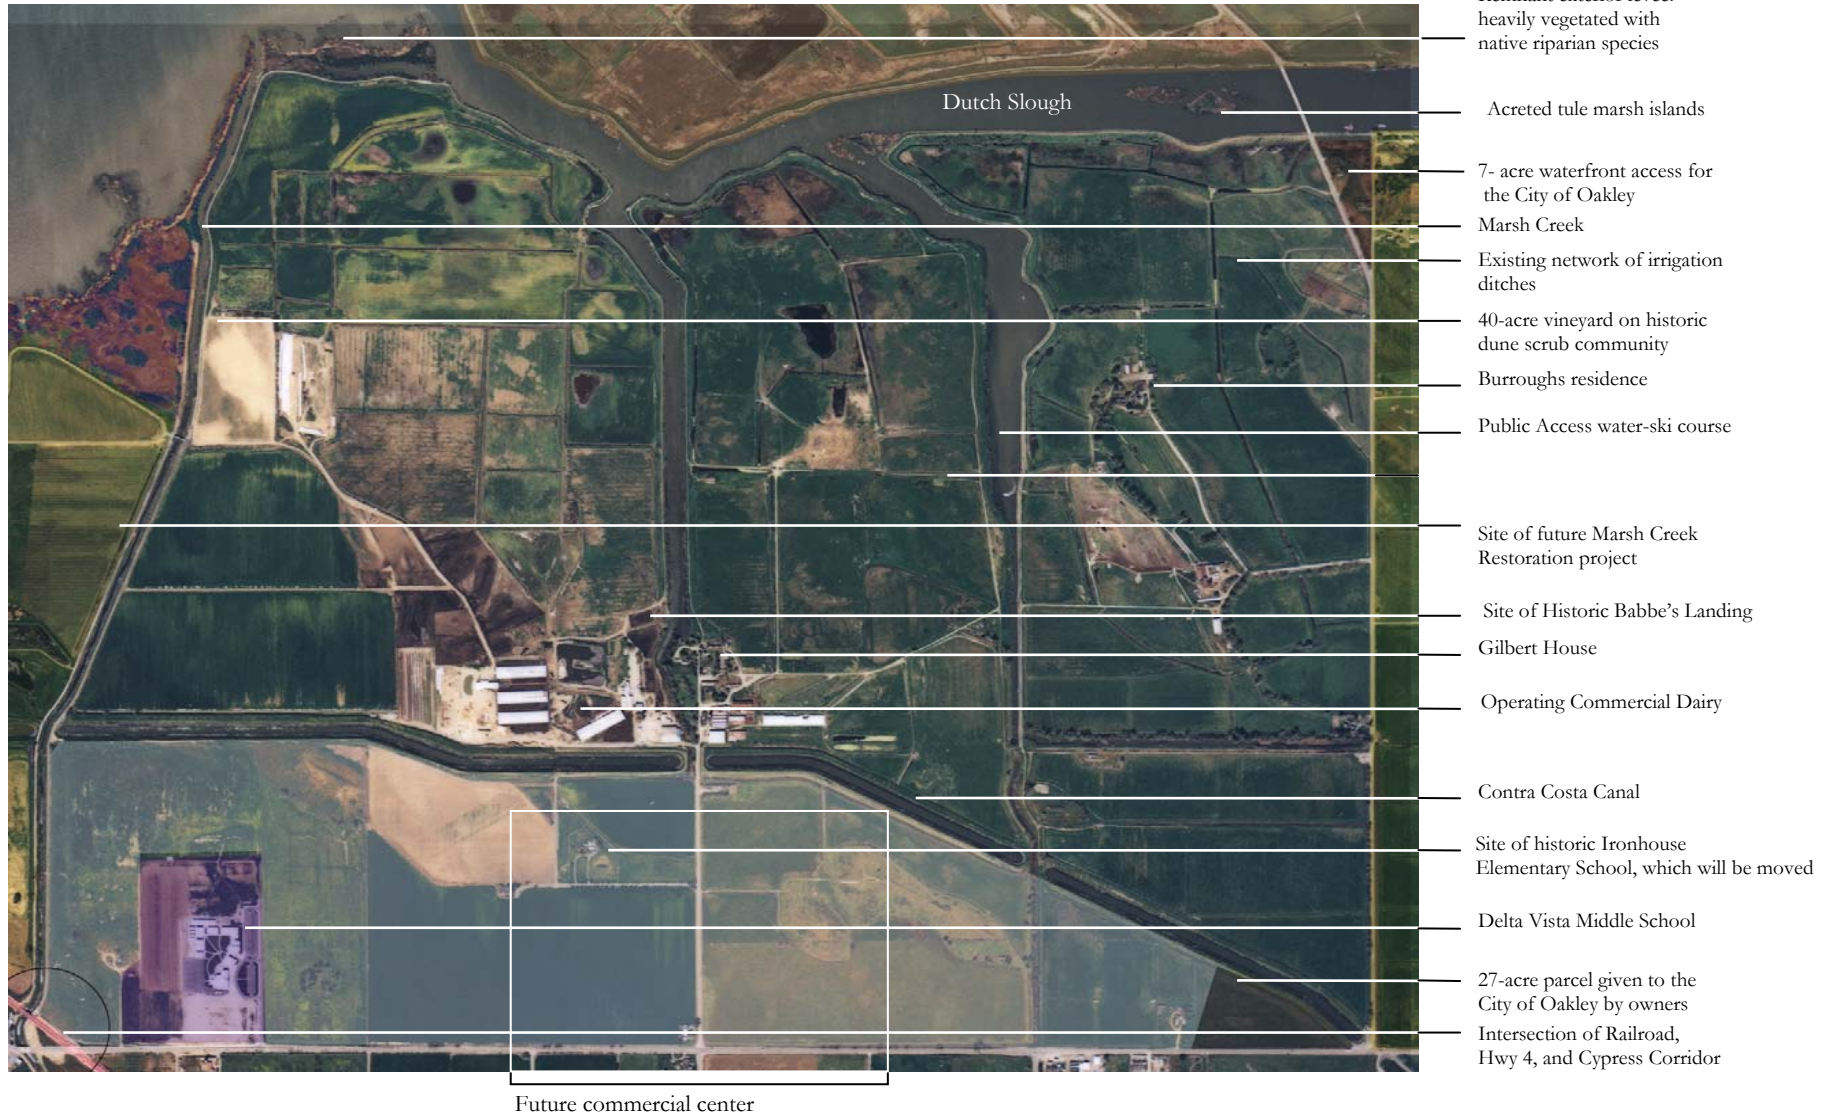 heavily vegetated with
native riparian species
Dutch Slough
Acreted tule marsh islands
7- acre waterfront access for
the City of Oakley
Marsh Creek
Existing network of irrigation
ditches
40-acre vineyard on historic
dune scrub community
Burroughs residence
Public Access water-ski course
Site of future Marsh Creek
Restoration project
Site of Historic Babbe’s Landing
Gilbert House
Operating Commercial Dairy
Contra Costa Canal
Site of historic Ironhouse
Elementary School, which will be moved
Delta Vista Middle School
27-acre parcel given to the
City of Oakley by owners
Intersection of Railroad,
Hwy 4, and Cypress Corridor
Future commercial center